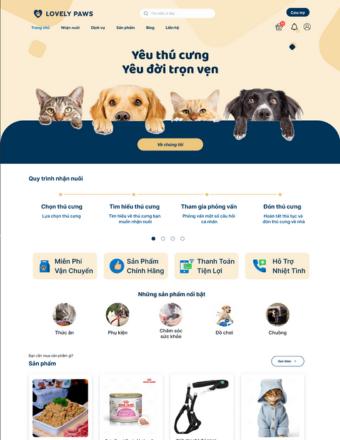 LOVELY PAWS
Tìm kiếm ở đây
Cứu trợ
Trang chủ
Nhận nuôi
Dịch vụ
Sản phẩm
Blog
Liên hệ
Yêu thú cưng
Yêu đời trọn vẹn
Về chúng tôi
Quy trình nhận nuôi
Chọn thú cưng
Lựa chọn thú cưng
Tìm hiểu thú cưng
Tìm hiểu về thú cưng bạn
muốn nhận nuôi
Tham gia phỏng vấn
Phỏng vấn một số câu hỏi
cá nhân
Đón thú cưng
Hoàn tất thủ tục và
đón thú cưng về nhà
Miễn Phí
Vận Chuyển
Sản Phẩm
Chính Hãng
Thanh Toán
Tiện Lợi
Hỗ Trợ
Nhiệt Tình
Những sản phẩm nổi bật
Thức ăn
Phụ kiện
Chăm sóc
sức khỏe
Đồ chơi
Chuồng
Bạn cần mua sản phẩm gì?
Sản phẩm
Xem thêm
ROYAL CANIN